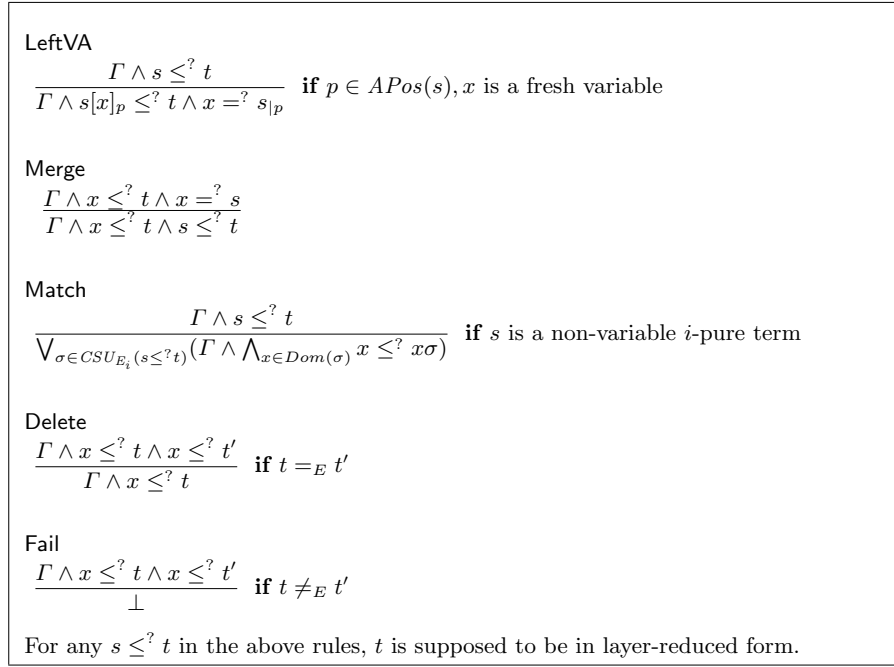 LeftVA
Γ ∧ s ≤? t
Γ ∧ s[x]p ≤? t ∧ x =? s|p if p ∈ APos(s), x is a fresh variable
Merge
Γ ∧ x ≤? t ∧ x =? s
Γ ∧ x ≤? t ∧ s ≤? t
Match
Γ ∧ s ≤? t
⋁σ∈CSUEi(s≤?t)(Γ ∧ ⋀x∈Dom(σ) x ≤? xσ) if s is a non-variable i-pure term
Delete
Γ ∧ x ≤? t ∧ x ≤? t′
Γ ∧ x ≤? t if t =E t′
Fail
Γ ∧ x ≤? t ∧ x ≤? t′
⊥ if t ≠E t′
For any s ≤? t in the above rules, t is supposed to be in layer-reduced form.